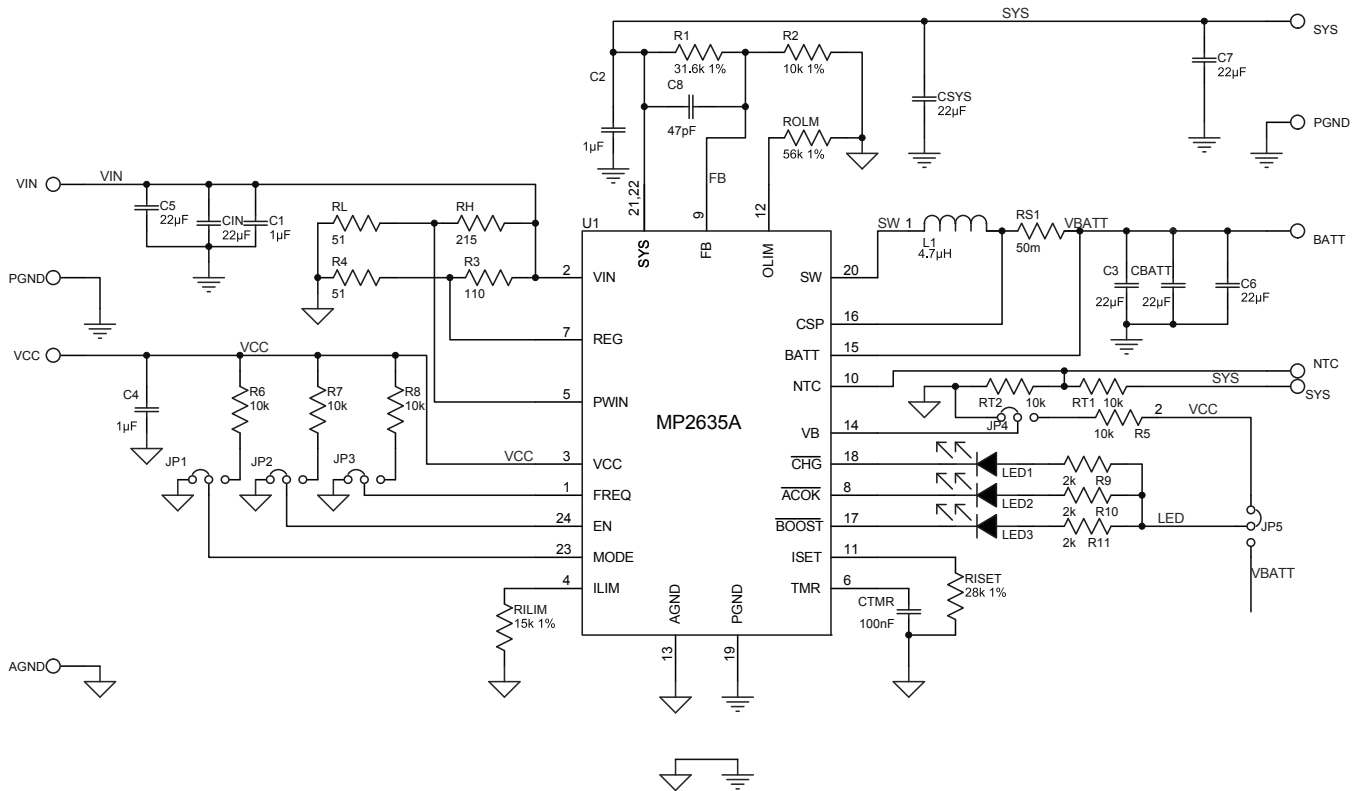 SYS
SYS
R1
31.6k 1%
R2
10k 1%
C2
1µF
C8
47pF
CSYS
22µF
C7
22µF
PGND
ROLM
56k 1%
VIN
VIN
C5
22µF
CIN
22µF
C1
1µF
RL
51
RH
215
R4
51
R3
110
21,22
9
FB
12
U1
SYS
FB
OLIM
SW 1
L1
4.7µH
RS1
50m
VBATT
BATT
C3
22µF
CBATT
22µF
C6
22µF
PGND
2
VIN
SW
20
CSP
16
7
REG
BATT
15
VCC
VCC
C4
1µF
R6
10k
R7
10k
R8
10k
NTC
10
NTC
SYS
SYS
RT2
10k
RT1
10k
5
PWIN
MP2635A
VB
14
JP4
10k
R5
2
VCC
JP1
JP2
JP3
VCC
3
VCC
CHG
18
LED1
2k
R9
1
FREQ
ACOK
8
LED2
2k
R10
24
EN
BOOST
17
LED3
2k
R11
LED
JP5
23
MODE
ISET
11
VBATT
4
ILIM
TMR
6
RILIM
15k 1%
CTMR
100nF
RISET
28k 1%
AGND
PGND
13
19
AGND